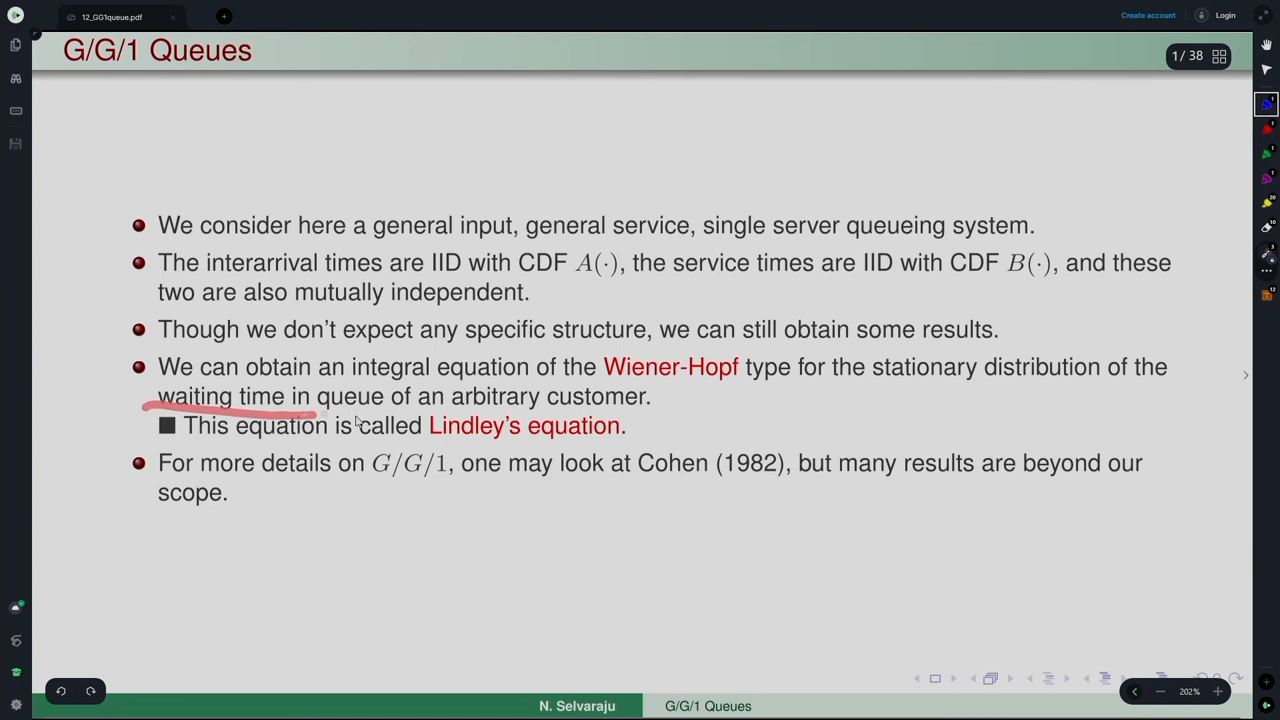 12_GG1queue.pdf
Create account
Login
G/G/1 Queues
1 / 38
We consider here a general input, general service, single server queueing system.
The interarrival times are IID with CDF A(·), the service times are IID with CDF B(·), and these
two are also mutually independent.
Though we don't expect any specific structure, we can still obtain some results.
We can obtain an integral equation of the Wiener-Hopf type for the stationary distribution of the
waiting time in queue of an arbitrary customer.
This equation is called Lindley's equation.
For more details on G/G/1, one may look at Cohen (1982), but many results are beyond our
scope.
202%
N. Selvaraju
G/G/1 Queues